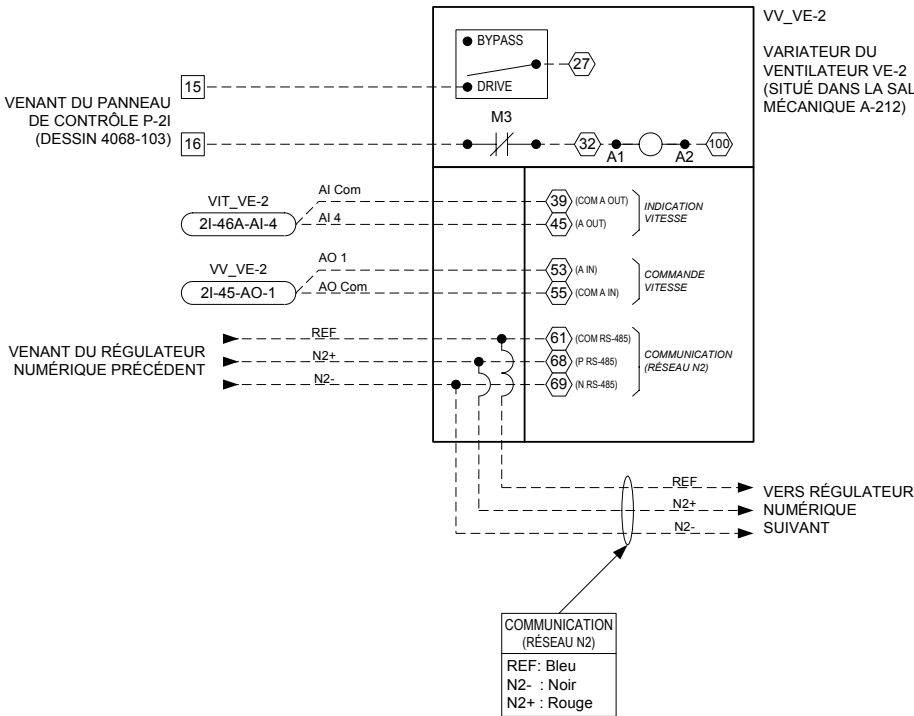 VV_VE-2
VARIATEUR DU
VENTILATEUR VE-2
(SITUÉ DANS LA SAL
MÉCANIQUE A-212)
BYPASS
27
DRIVE
15
VENANT DU PANNEAU
DE CONTRÔLE P-2I
(DESSIN 4068-103)
16
M3
32
A1
A2
100
VIT_VE-2
2I-46A-AI-4
AI Com
AI 4
39 (COM A OUT)
45 (A OUT)
INDICATION
VITESSE
VV_VE-2
2I-45-AO-1
AO 1
AO Com
53 (A IN)
55 (COM A IN)
COMMANDE
VITESSE
VENANT DU RÉGULATEUR
NUMÉRIQUE PRÉCÉDENT
REF
N2+
N2-
61 (COM RS-485)
68 (P RS-485)
69 (N RS-485)
COMMUNICATION
(RÉSEAU N2)
REF
N2+
N2-
VERS RÉGULATEUR
NUMÉRIQUE
SUIVANT
COMMUNICATION
(RÉSEAU N2)
REF: Bleu
N2- : Noir
N2+ : Rouge